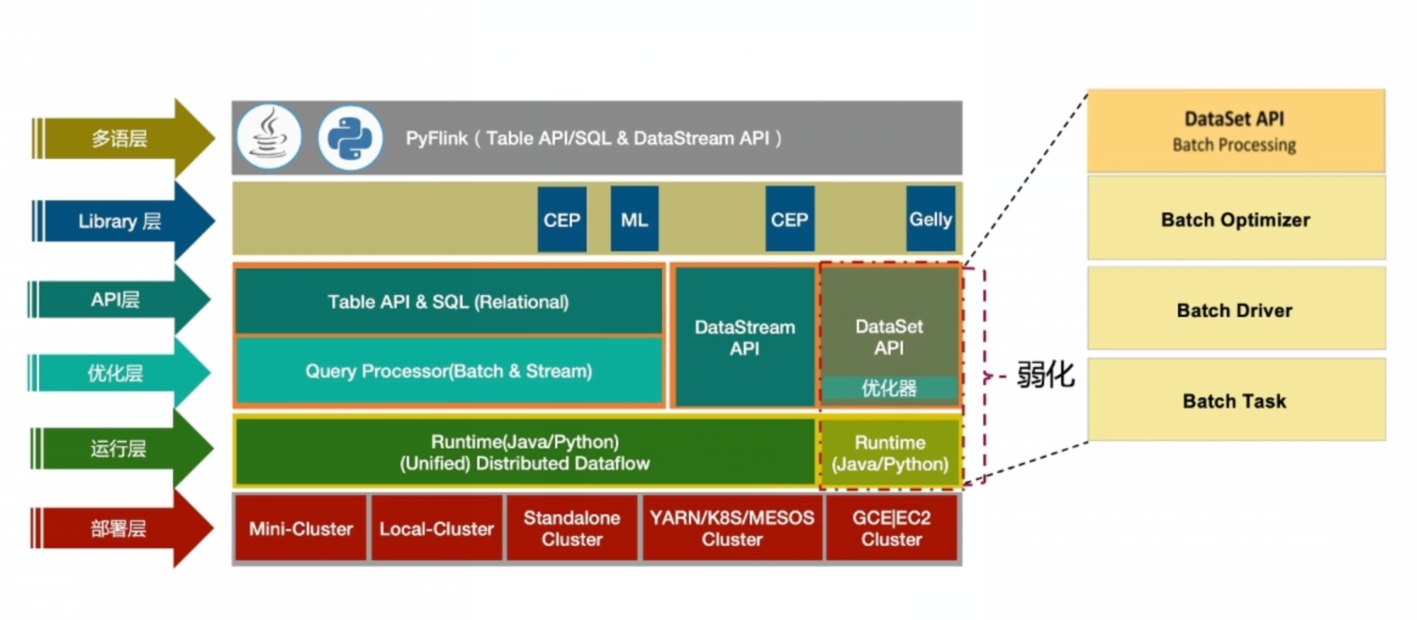 多语层
PyFlink（Table API/SQL & DataStream API）
Library 层
CEP
ML
CEP
Gelly
API层
Table API & SQL (Relational)
DataStream
API
DataSet
API
优化层
Query Processor(Batch & Stream)
优化器
运行层
Runtime(Java/Python)
(Unified) Distributed Dataflow
Runtime
(Java/Python)
部署层
Mini-Cluster
Local-Cluster
Standalone
Cluster
YARN/K8S/MESOS
Cluster
GCE|EC2
Cluster
弱化
DataSet API
Batch Processing
Batch Optimizer
Batch Driver
Batch Task